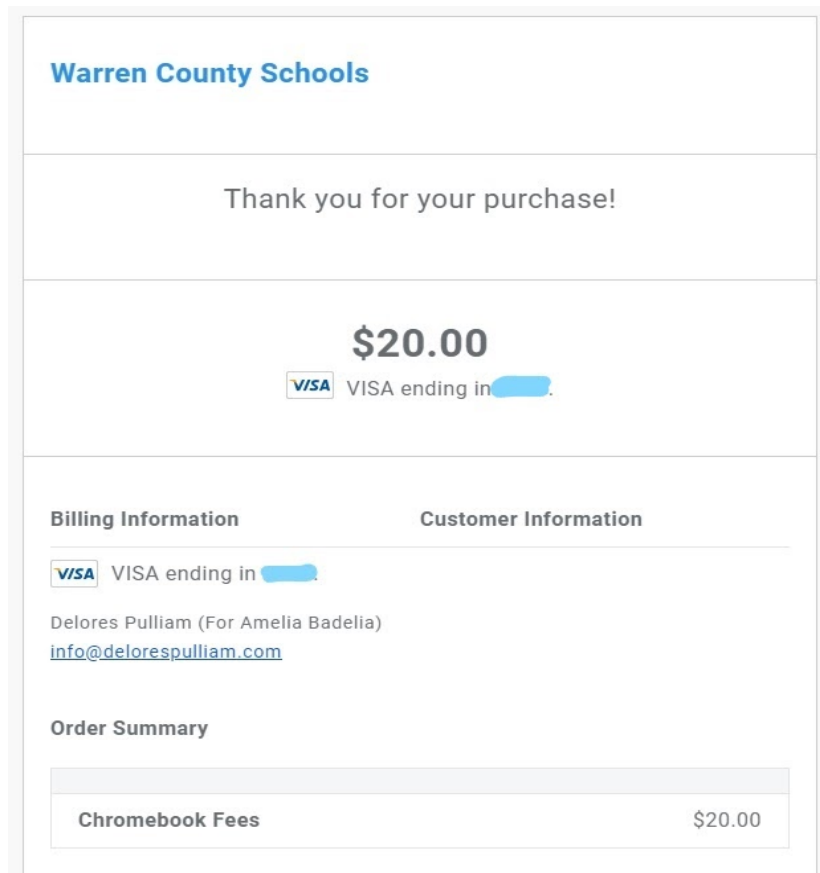 Warren County Schools
Thank you for your purchase!
$20.00
VISA VISA ending in .
Billing Information Customer Information
VISA VISA ending in .
Delores Pulliam (For Amelia Badelia)
info@delorespulliam.com
Order Summary
Chromebook Fees $20.00